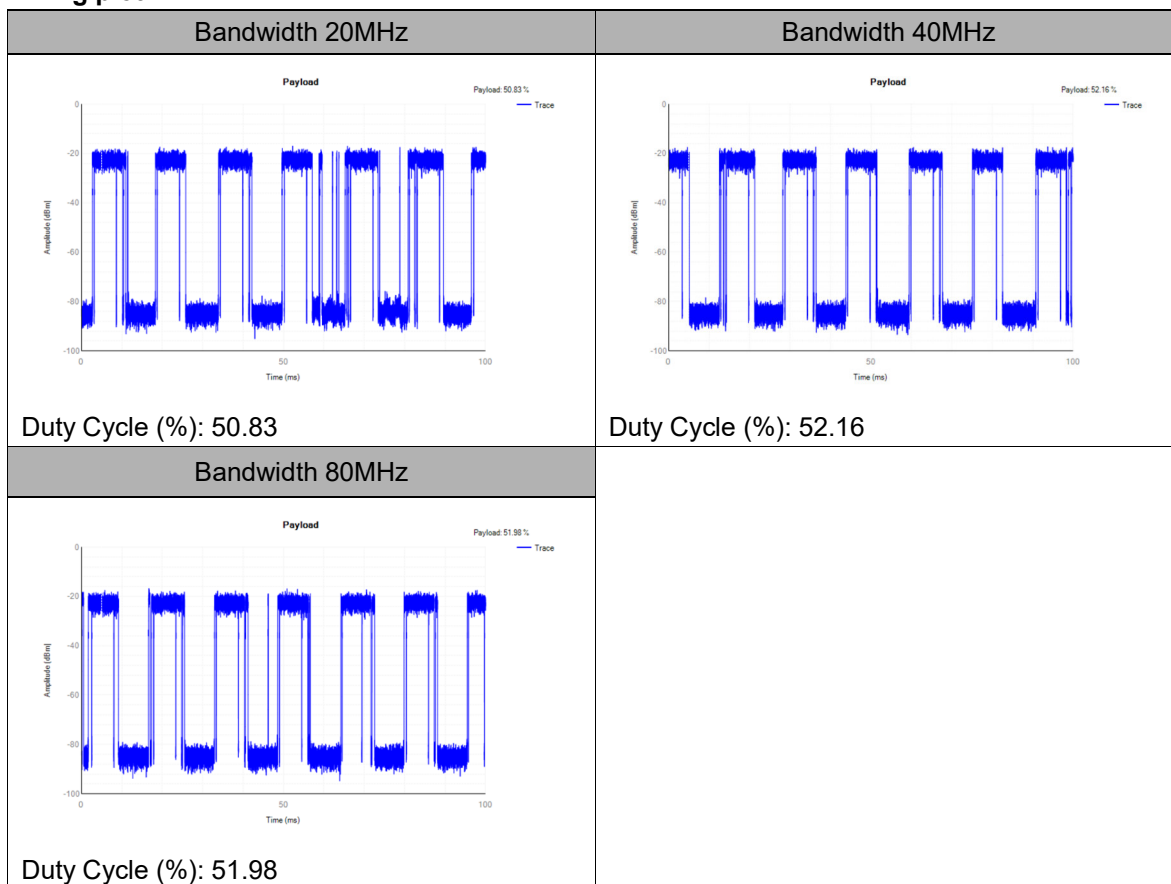 Bandwidth 20MHz
Payload
Payload: 50.83 %
Trace
Amplitude [dBm]
0
-20
-40
-60
-80
-100
0
50
100
Time (ms)
Duty Cycle (%): 50.83
Bandwidth 40MHz
Payload
Payload: 52.16 %
Trace
Amplitude [dBm]
0
-20
-40
-60
-80
-100
0
50
100
Time (ms)
Duty Cycle (%): 52.16
Bandwidth 80MHz
Payload
Payload: 51.98 %
Trace
Amplitude [dBm]
0
-20
-40
-60
-80
-100
0
50
100
Time (ms)
Duty Cycle (%): 51.98